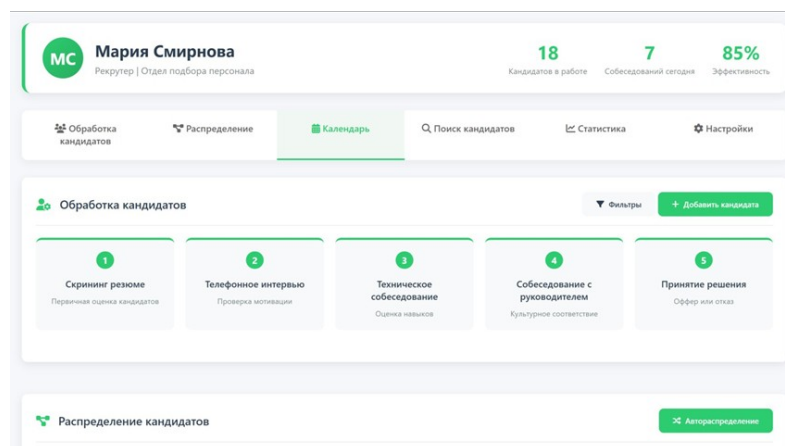 МС
Мария Смирнова
Рекрутер | Отдел подбора персонала
18
Кандидатов в работе
7
Собеседований сегодня
85%
Эффективность
Обработка
кандидатов
Распределение
Календарь
Поиск кандидатов
Статистика
Настройки
Обработка кандидатов
Фильтры
+ Добавить кандидата
1
Скрининг резюме
Первичная оценка кандидатов
2
Телефонное интервью
Проверка мотивации
3
Техническое
собеседование
Оценка навыков
4
Собеседование с
руководителем
Культурное соответствие
5
Принятие решения
Оффер или отказ
Распределение кандидатов
Автораспределение